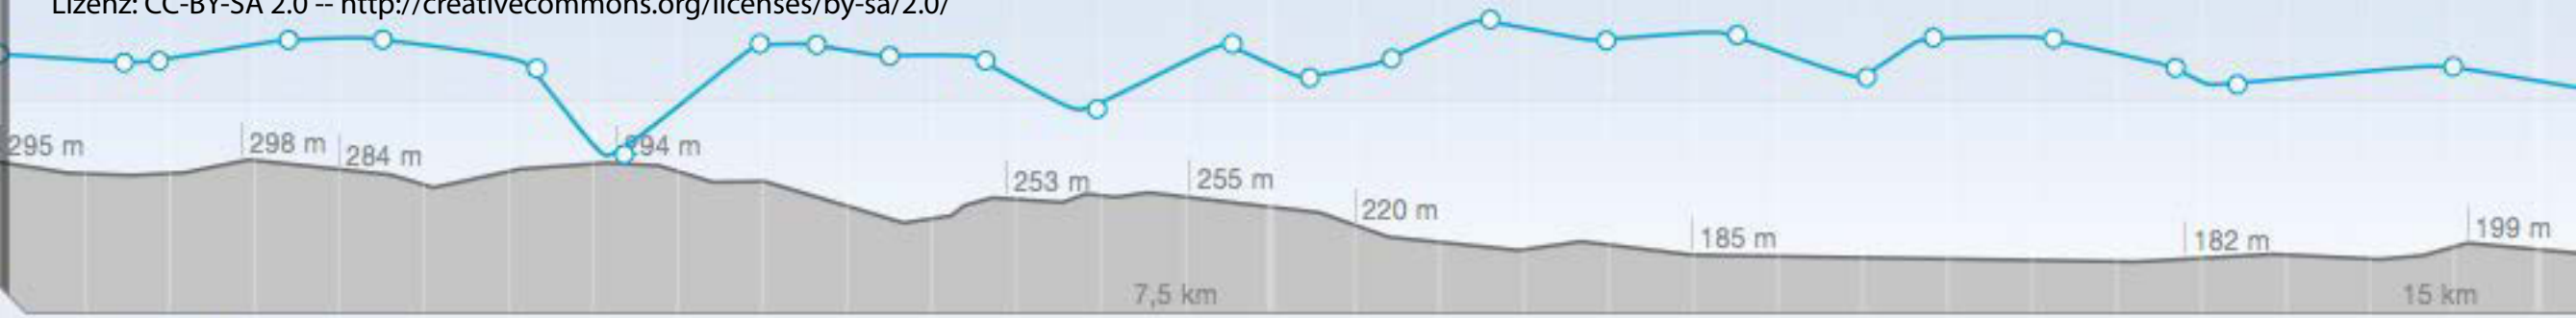 Lizenz: CC-BY-SA 2.0 -- http://creativecommons.org/licenses/by-sa/2.0/
295 m
298 m
284 m
294 m
253 m
255 m
220 m
185 m
182 m
199 m
7,5 km
15 km